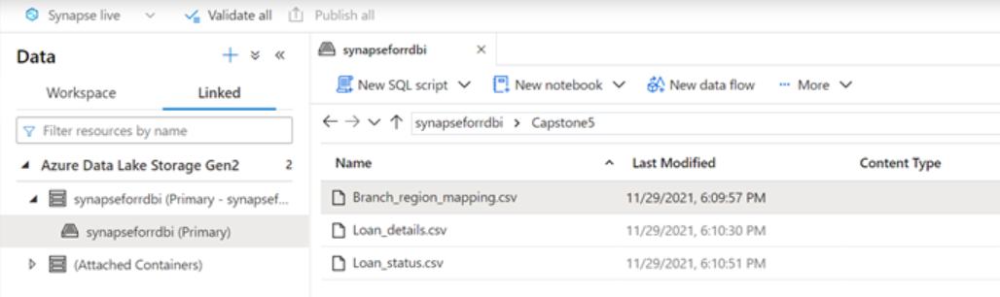 Synapse live Validate all Publish all
Data
Workspace Linked
Filter resources by name
Azure Data Lake Storage Gen2 2
synapseforrdbi (Primary - synapsef...
synapseforrdbi (Primary)
(Attached Containers)
synapseforrdbi
New SQL script New notebook New data flow More
synapseforrdbi Capstone5
Name Last Modified Content Type
Branch_region_mapping.csv 11/29/2021, 6:09:57 PM
Loan_details.csv 11/29/2021, 6:10:30 PM
Loan_status.csv 11/29/2021, 6:10:51 PM